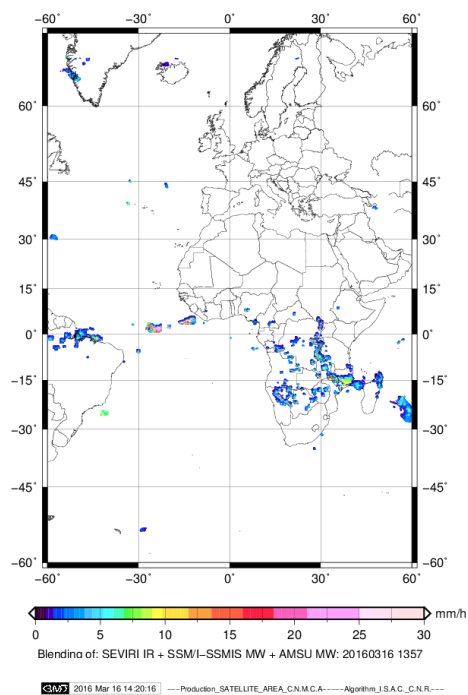 −60° −30° 0° 30° 60°
60° 60°
45° 45°
30° 30°
15° 15°
0° 0°
−15° −15°
−30° −30°
−45° −45°
−60° −60°
−60° −30° 0° 30° 60°
mm/h
0 5 10 15 20 25 30
Blending of: SEVIRI IR + SSM/I−SSMIS MW + AMSU MW: 20160316 1357
GMT 2016 Mar 16 14:20:16 −−−Production_SATELLITE_AREA_C.N.M.C.A−−−−−Algorithm_I.S.A.C._C.N.R.−−−